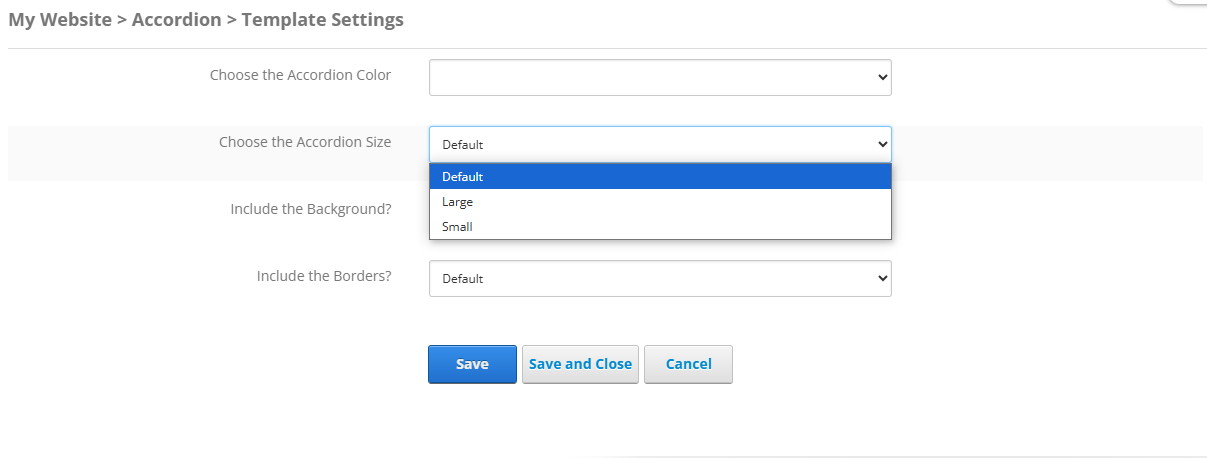 My Website > Accordion > Template Settings
Choose the Accordion Color
Choose the Accordion Size
Default
Default
Large
Small
Include the Background?
Include the Borders?
Default
Save
Save and Close
Cancel